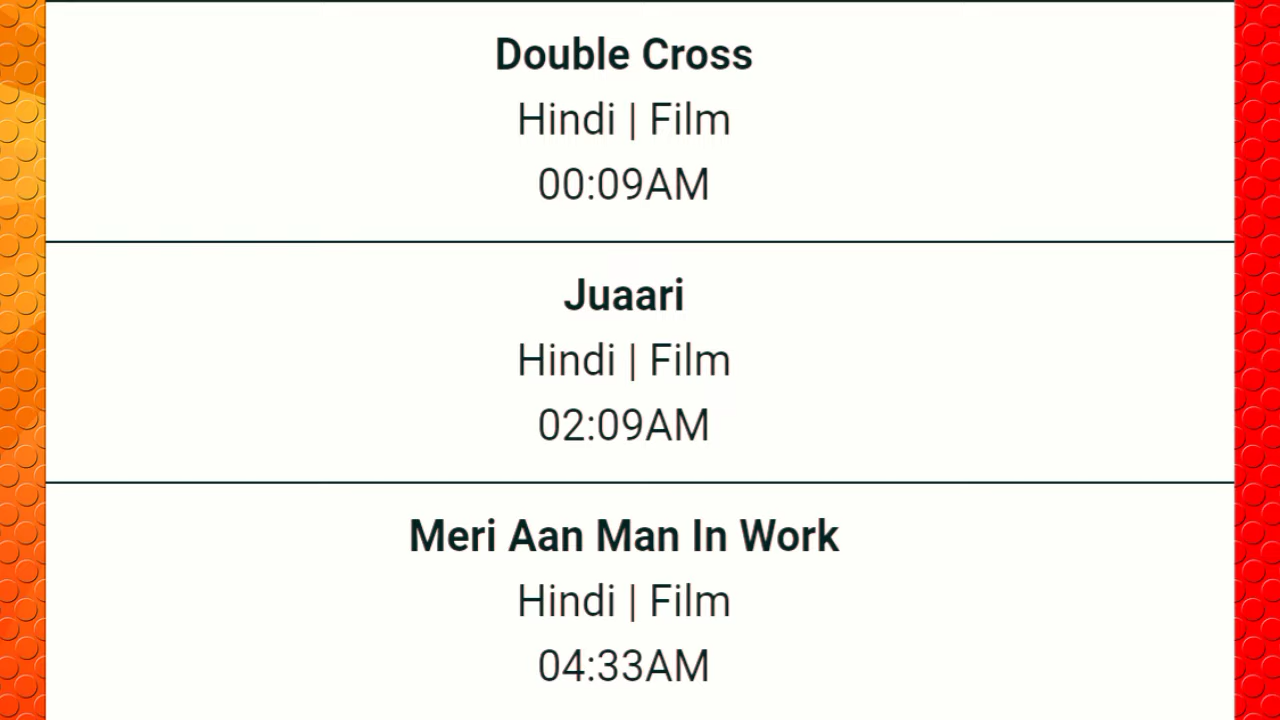 Double Cross
Hindi | Film
00:09AM
Juaari
Hindi | Film
02:09AM
Meri Aan Man In Work
Hindi | Film
04:33AM